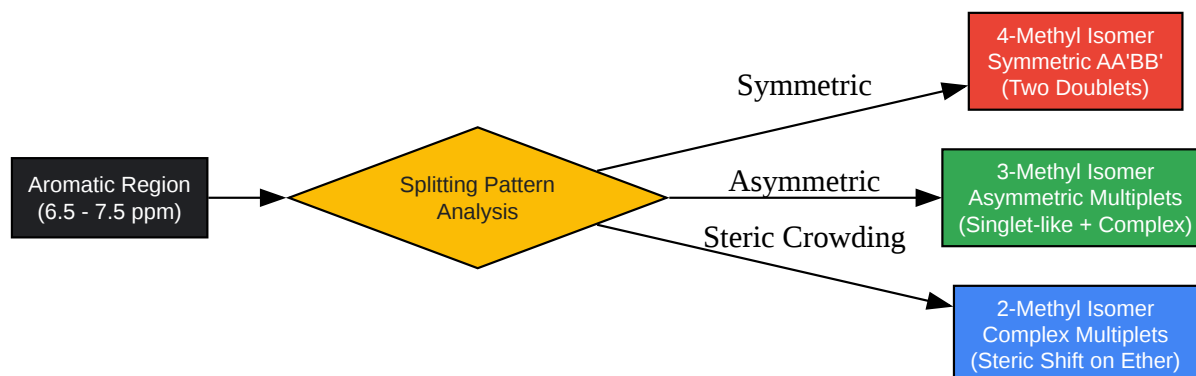 Aromatic Region
(6.5 - 7.5 ppm)
Splitting Pattern
Analysis
Symmetric
Asymmetric
Steric Crowding
4-Methyl Isomer
Symmetric AA'BB'
(Two Doublets)
3-Methyl Isomer
Asymmetric Multiplets
(Singlet-like + Complex)
2-Methyl Isomer
Complex Multiplets
(Steric Shift on Ether)